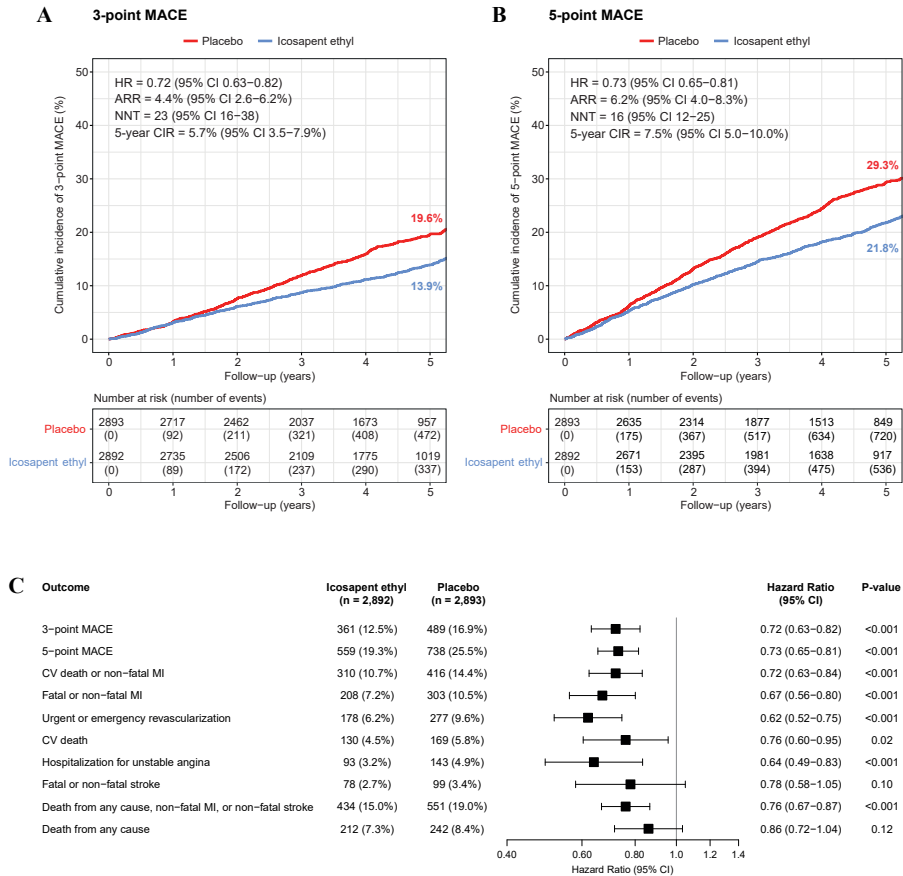 A 3-point MACE
Placebo Icosapent ethyl
HR = 0.72 (95% CI 0.63−0.82)
ARR = 4.4% (95% CI 2.6−6.2%)
NNT = 23 (95% CI 16−38)
5-year CIR = 5.7% (95% CI 3.5−7.9%)
Cumulative incidence of 3−point MACE (%)
50
40
30
20
10
0
19.6%
13.9%
0 1 2 3 4 5
Follow−up (years)
Number at risk (number of events)
Placebo 2893 2717 2462 2037 1673 957
(0) (92) (211) (321) (408) (472)
Icosapent ethyl 2892 2735 2506 2109 1775 1019
(0) (89) (172) (237) (290) (337)
0 1 2 3 4 5
Follow−up (years)
B 5-point MACE
Placebo Icosapent ethyl
HR = 0.73 (95% CI 0.65−0.81)
ARR = 6.2% (95% CI 4.0−8.3%)
NNT = 16 (95% CI 12−25)
5-year CIR = 7.5% (95% CI 5.0−10.0%)
Cumulative incidence of 5−point MACE (%)
50
40
30
20
10
0
29.3%
21.8%
0 1 2 3 4 5
Follow−up (years)
Number at risk (number of events)
Placebo 2893 2635 2314 1877 1513 849
(0) (175) (367) (517) (634) (720)
Icosapent ethyl 2892 2671 2395 1981 1638 917
(0) (153) (287) (394) (475) (536)
0 1 2 3 4 5
Follow−up (years)
C Outcome Icosapent ethyl Placebo Hazard Ratio P-value
(n = 2,892) (n = 2,893) (95% CI)
3−point MACE 361 (12.5%) 489 (16.9%) 0.72 (0.63−0.82) <0.001
5−point MACE 559 (19.3%) 738 (25.5%) 0.73 (0.65−0.81) <0.001
CV death or non−fatal MI 310 (10.7%) 416 (14.4%) 0.72 (0.63−0.84) <0.001
Fatal or non−fatal MI 208 (7.2%) 303 (10.5%) 0.67 (0.56−0.80) <0.001
Urgent or emergency revascularization 178 (6.2%) 277 (9.6%) 0.62 (0.52−0.75) <0.001
CV death 130 (4.5%) 169 (5.8%) 0.76 (0.60−0.95) 0.02
Hospitalization for unstable angina 93 (3.2%) 143 (4.9%) 0.64 (0.49−0.83) <0.001
Fatal or non−fatal stroke 78 (2.7%) 99 (3.4%) 0.78 (0.58−1.05) 0.10
Death from any cause, non−fatal MI, or non−fatal stroke 434 (15.0%) 551 (19.0%) 0.76 (0.67−0.87) <0.001
Death from any cause 212 (7.3%) 242 (8.4%) 0.86 (0.72−1.04) 0.12
0.40 0.60 0.80 1.0 1.2 1.4
Hazard Ratio (95% CI)